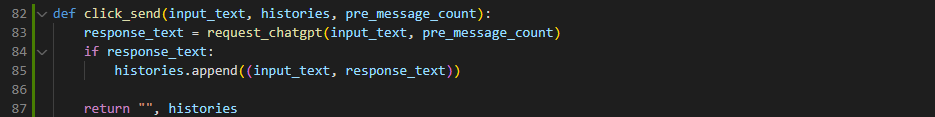 82 def click_send(input_text, histories, pre_message_count):
83     response_text = request_chatgpt(input_text, pre_message_count)
84     if response_text:
85         histories.append((input_text, response_text))
86
87     return "", histories